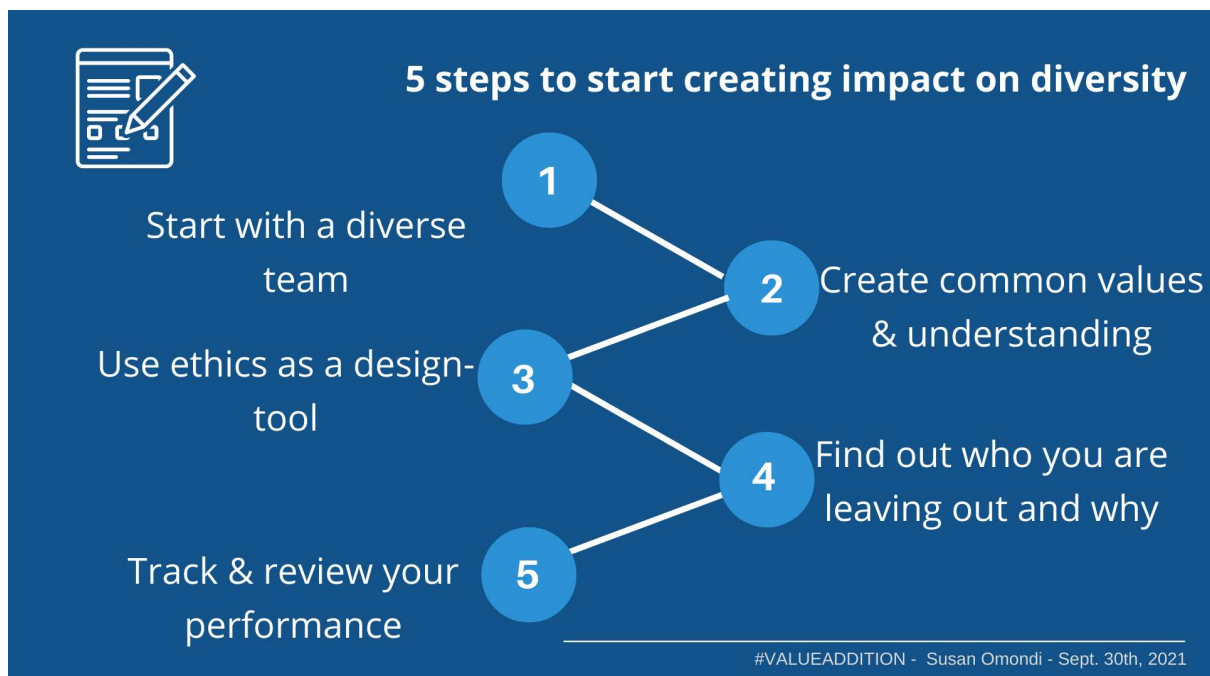 5 steps to start creating impact on diversity
1
Start with a diverse
team
2
Create common values
& understanding
3
Use ethics as a design-
tool
4
Find out who you are
leaving out and why
5
Track & review your
performance
#VALUEADDITION - Susan Omondi - Sept. 30th, 2021